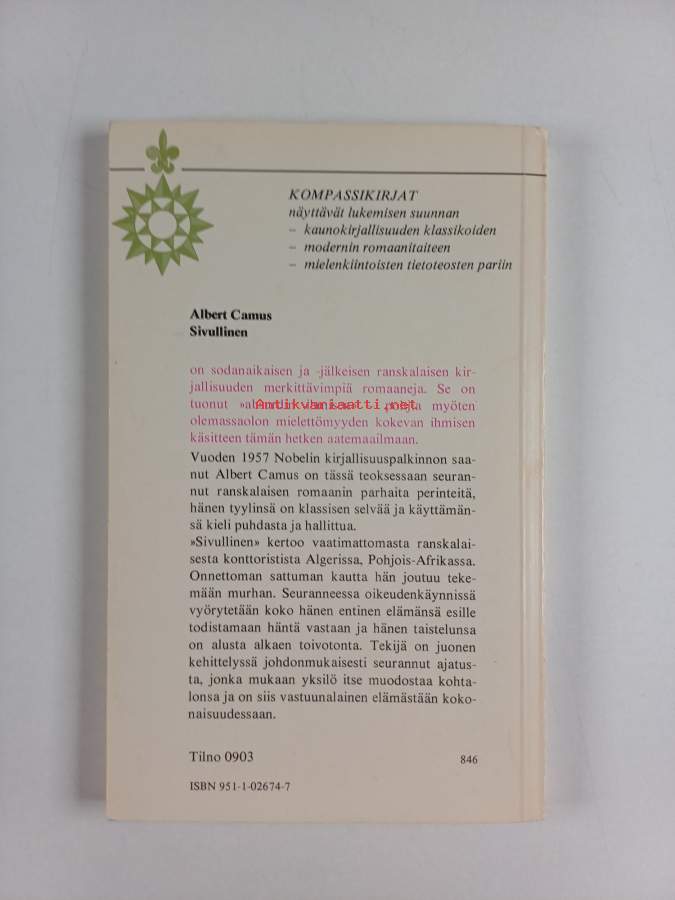 KOMPASSIKIRJAT
näyttävät lukemisen suunnan
– kaunokirjallisuuden klassikoiden
– modernin romaanitaiteen
– mielenkiintoisten tietoteosten pariin
Albert Camus
Sivullinen
on sodanaikaisen ja -jälkeisen ranskalaisen kir-
jallisuuden merkittävimpiä romaaneja. Se on
tuonut myöten
Antikvariaatti.net
olemassaolon mielettömyyden kokevan ihmisen
käsitteen tämän hetken aatemaailmaan.
Vuoden 1957 Nobelin kirjallisuuspalkinnon saa-
nut Albert Camus on tässä teoksessaan seuran-
nut ranskalaisen romaanin parhaita perinteitä,
hänen tyylinsä on klassisen selvää ja käyttämän-
sä kieli puhdasta ja hallittua.
»Sivullinen» kertoo vaatimattomasta ranskalai-
sesta konttoristista Algerissa, Pohjois-Afrikassa.
Onnettoman sattuman kautta hän joutuu teke-
mään murhan. Seuranneessa oikeudenkäynnissä
vyörytetään koko hänen entinen elämänsä esille
todistamaan häntä vastaan ja hänen taistelunsa
on alusta alkaen toivotonta. Tekijä on juonen
kehittelyssä johdonmukaisesti seurannut ajatus-
ta, jonka mukaan yksilö itse muodostaa kohta-
lonsa ja on siis vastuunalainen elämästään koko-
naisuudessaan.
Tilno 0903
846
ISBN 951-1-02674-7